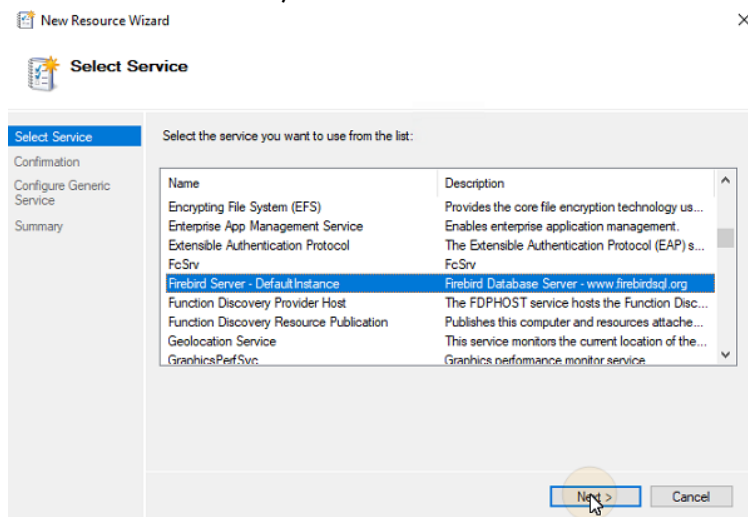 New Resource Wizard
Select Service
Select Service
Confirmation
Configure Generic
Service
Summary
Select the service you want to use from the list:
Name Description
Encrypting File System (EFS) Provides the core file encryption technology us...
Enterprise App Management Service Enables enterprise application management.
Extensible Authentication Protocol The Extensible Authentication Protocol (EAP) s...
FcSrv FcSrv
Firebird Server - DefaultInstance Firebird Database Server - www.firebirdsql.org
Function Discovery Provider Host The FDPHOST service hosts the Function Disc...
Function Discovery Resource Publication Publishes this computer and resources attache...
Geolocation Service This service monitors the current location of the...
GraphicsPerfSvc Graphics performance monitor service
Next > Cancel